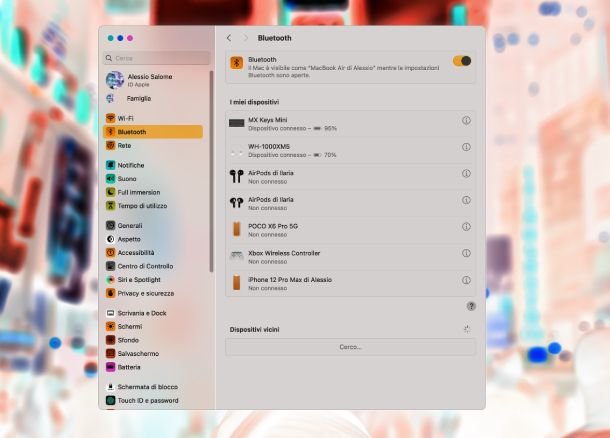 Bluetooth
Cerca
Alessio Salome
ID Apple
Famiglia
Wi-Fi
Bluetooth
Rete
Notifiche
Suono
Full immersion
Tempo di utilizzo
Generali
Aspetto
Accessibilità
Centro di Controllo
Siri e Spotlight
Privacy e sicurezza
Scrivania e Dock
Schermi
Sfondo
Salvaschermo
Batteria
Schermata di blocco
Touch ID e password
Bluetooth
Il Mac è visibile come "MacBook Air di Alessio" mentre le impostazioni
Bluetooth sono aperte.
I miei dispositivi
MX Keys Mini
Dispositivo connesso – 95%
WH-1000XM5
Dispositivo connesso – 70%
AirPods di Ilaria
Non connesso
AirPods di Ilaria
Non connesso
POCO X6 Pro 5G
Non connesso
Xbox Wireless Controller
Non connesso
iPhone 12 Pro Max di Alessio
Non connesso
?
Dispositivi vicini
Cerco...